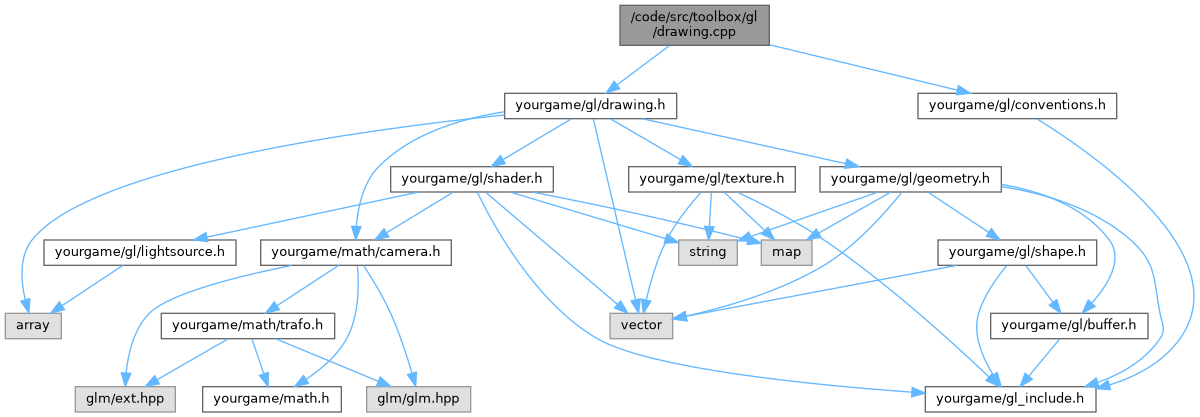 /code/src/toolbox/gl
/drawing.cpp
yourgame/gl/drawing.h
yourgame/gl/conventions.h
yourgame/gl/shader.h
yourgame/gl/texture.h
yourgame/gl/geometry.h
yourgame/gl/lightsource.h
yourgame/math/camera.h
string
map
yourgame/gl/shape.h
array
yourgame/math/trafo.h
vector
yourgame/gl/buffer.h
glm/ext.hpp
yourgame/math.h
glm/glm.hpp
yourgame/gl_include.h